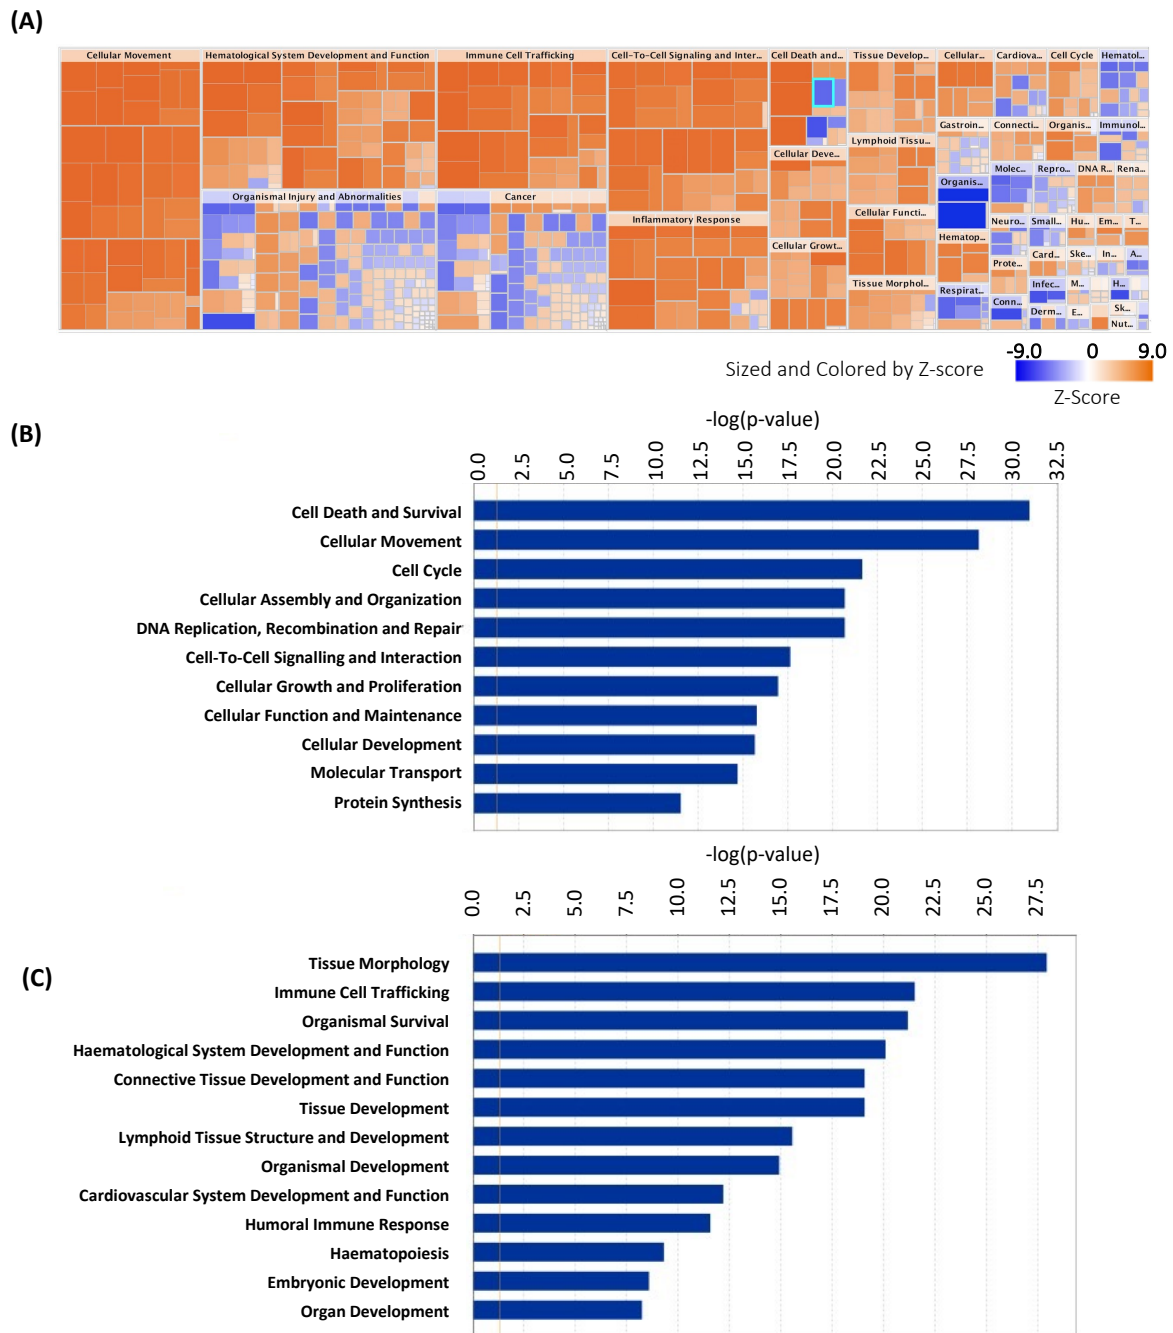 (A)
Cellular Movement
Hematological System Development and Function
Immune Cell Trafficking
Cell-To-Cell Signaling and Inter...
Cell Death and...
Tissue Develop...
Cellular...
Cardiova...
Cell Cycle
Hematol...
Gastroin...
Connecti...
Organis...
Immunol...
Lymphoid Tissu...
Cellular Deve...
Molec...
Repro...
DNA R...
Rena...
Organis...
Organismal Injury and Abnormalities
Cancer
Inflammatory Response
Cellular Functi...
Neuro...
Small...
Hu...
Em...
T...
Hematop...
Cellular Growt...
Card...
Ske...
In...
A...
Prote...
Tissue Morphol...
Respirat...
Infec...
M...
H...
Conn...
Derm...
E...
Sk...
Nut...
Sized and Colored by Z-score
-9.0 0 9.0
Z-Score
(B)
-log(p-value)
0.0 2.5 5.0 7.5 10.0 12.5 15.0 17.5 20.0 22.5 25.0 27.5 30.0 32.5
Cell Death and Survival
Cellular Movement
Cell Cycle
Cellular Assembly and Organization
DNA Replication, Recombination and Repair
Cell-To-Cell Signalling and Interaction
Cellular Growth and Proliferation
Cellular Function and Maintenance
Cellular Development
Molecular Transport
Protein Synthesis
-log(p-value)
0.0 2.5 5.0 7.5 10.0 12.5 15.0 17.5 20.0 22.5 25.0 27.5
(C)
Tissue Morphology
Immune Cell Trafficking
Organismal Survival
Haematological System Development and Function
Connective Tissue Development and Function
Tissue Development
Lymphoid Tissue Structure and Development
Organismal Development
Cardiovascular System Development and Function
Humoral Immune Response
Haematopoiesis
Embryonic Development
Organ Development